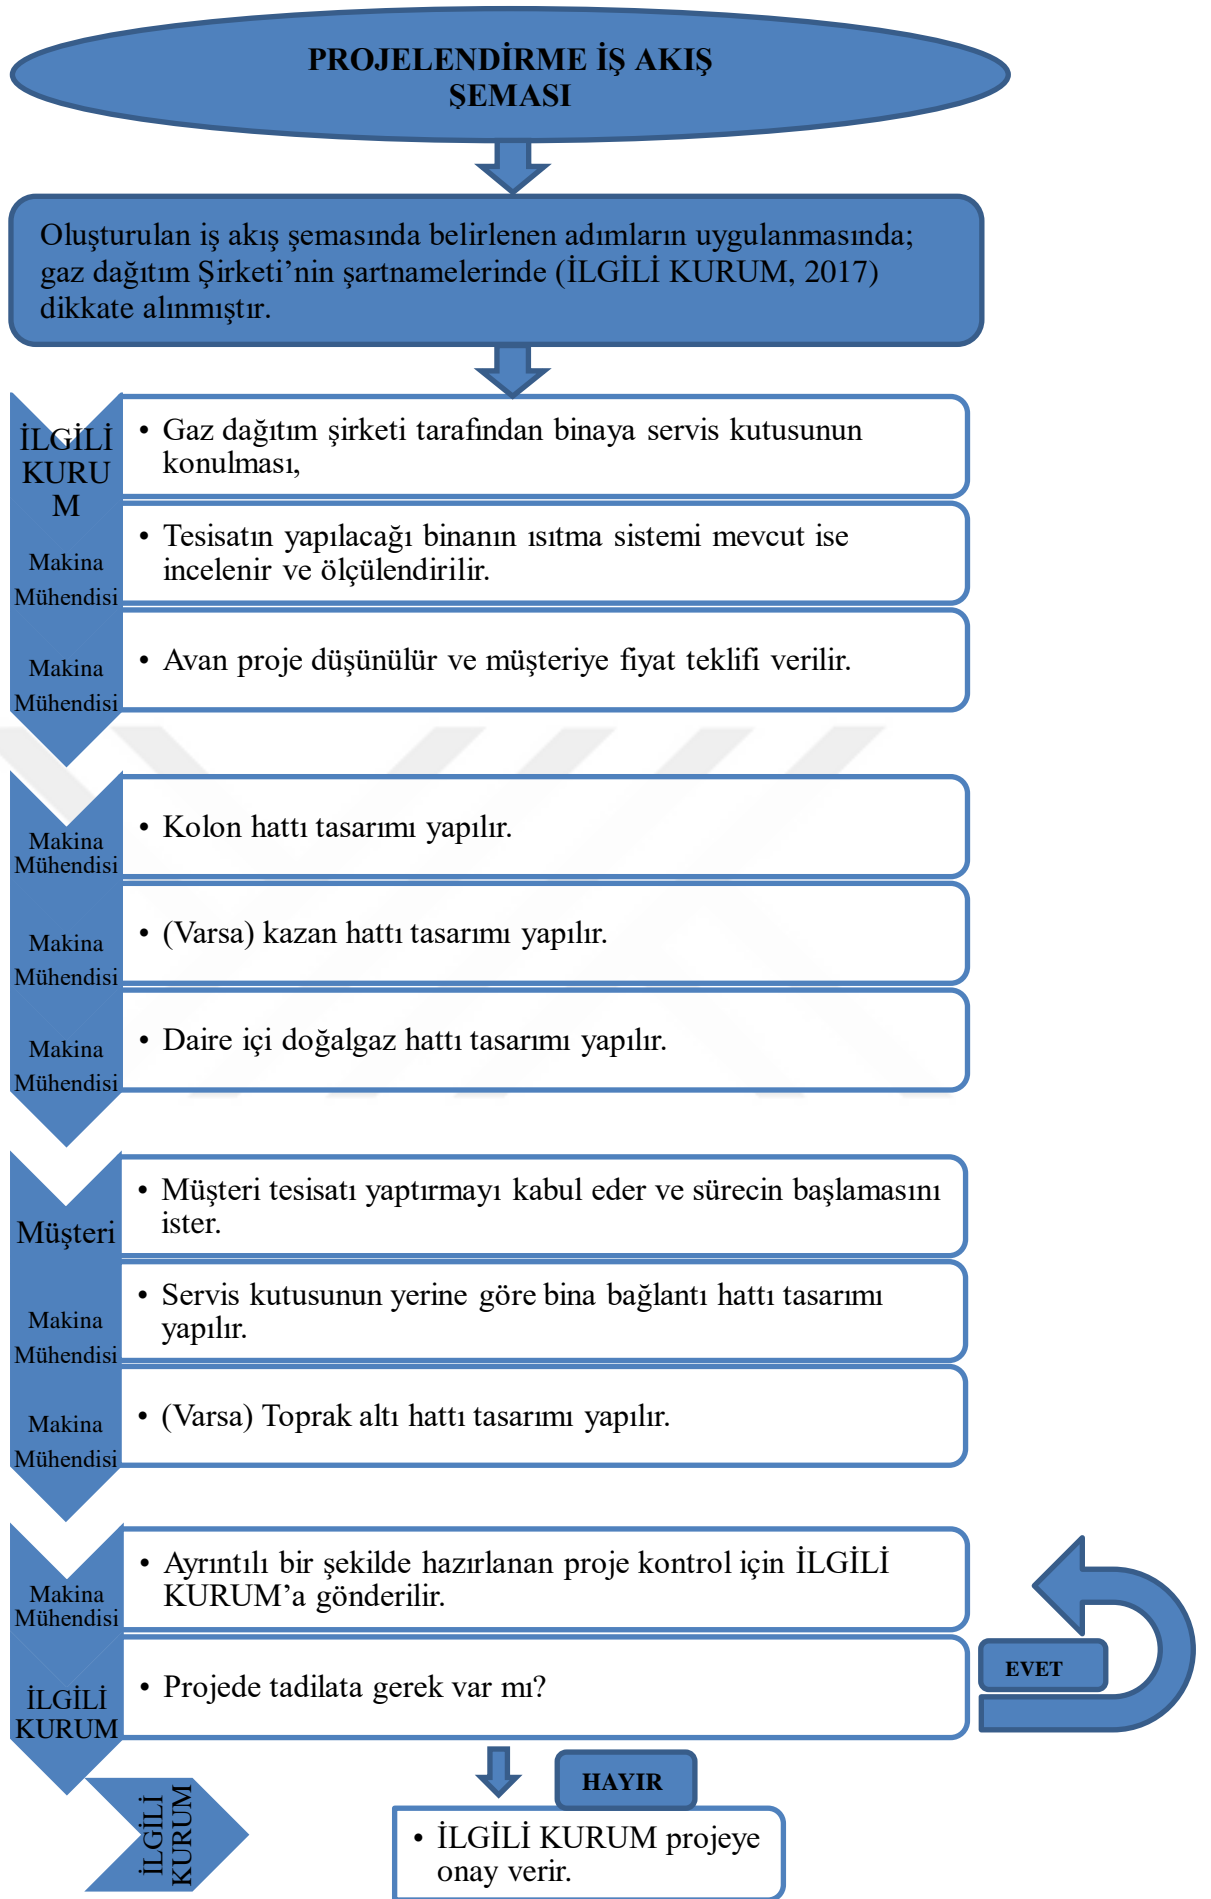 PROJELENDİRME İŞ AKIŞ
ŞEMASI
Oluşturulan iş akış şemasında belirlenen adımların uygulanmasında;
gaz dağıtım Şirketi’nin şartnamelerinde (İLGİLİ KURUM, 2017)
dikkate alınmıştır.
İLGİLİ
KURU
M
• Gaz dağıtım şirketi tarafından binaya servis kutusunun
konulması,
Makina
Mühendisi
• Tesisatın yapılacağı binanın ısıtma sistemi mevcut ise
incelenir ve ölçülendirilir.
Makina
Mühendisi
• Avan proje düşünülür ve müşteriye fiyat teklifi verilir.
Makina
Mühendisi
• Kolon hattı tasarımı yapılır.
Makina
Mühendisi
• (Varsa) kazan hattı tasarımı yapılır.
Makina
Mühendisi
• Daire içi doğalgaz hattı tasarımı yapılır.
Müşteri
• Müşteri tesisatı yaptırmayı kabul eder ve sürecin başlamasını
ister.
Makina
Mühendisi
• Servis kutusunun yerine göre bina bağlantı hattı tasarımı
yapılır.
Makina
Mühendisi
• (Varsa) Toprak altı hattı tasarımı yapılır.
Makina
Mühendisi
• Ayrıntılı bir şekilde hazırlanan proje kontrol için İLGİLİ
KURUM’a gönderilir.
İLGİLİ
KURUM
• Projede tadilata gerek var mı?
EVET
HAYIR
İLGİLİ
KURUM
• İLGİLİ KURUM projeye
onay verir.